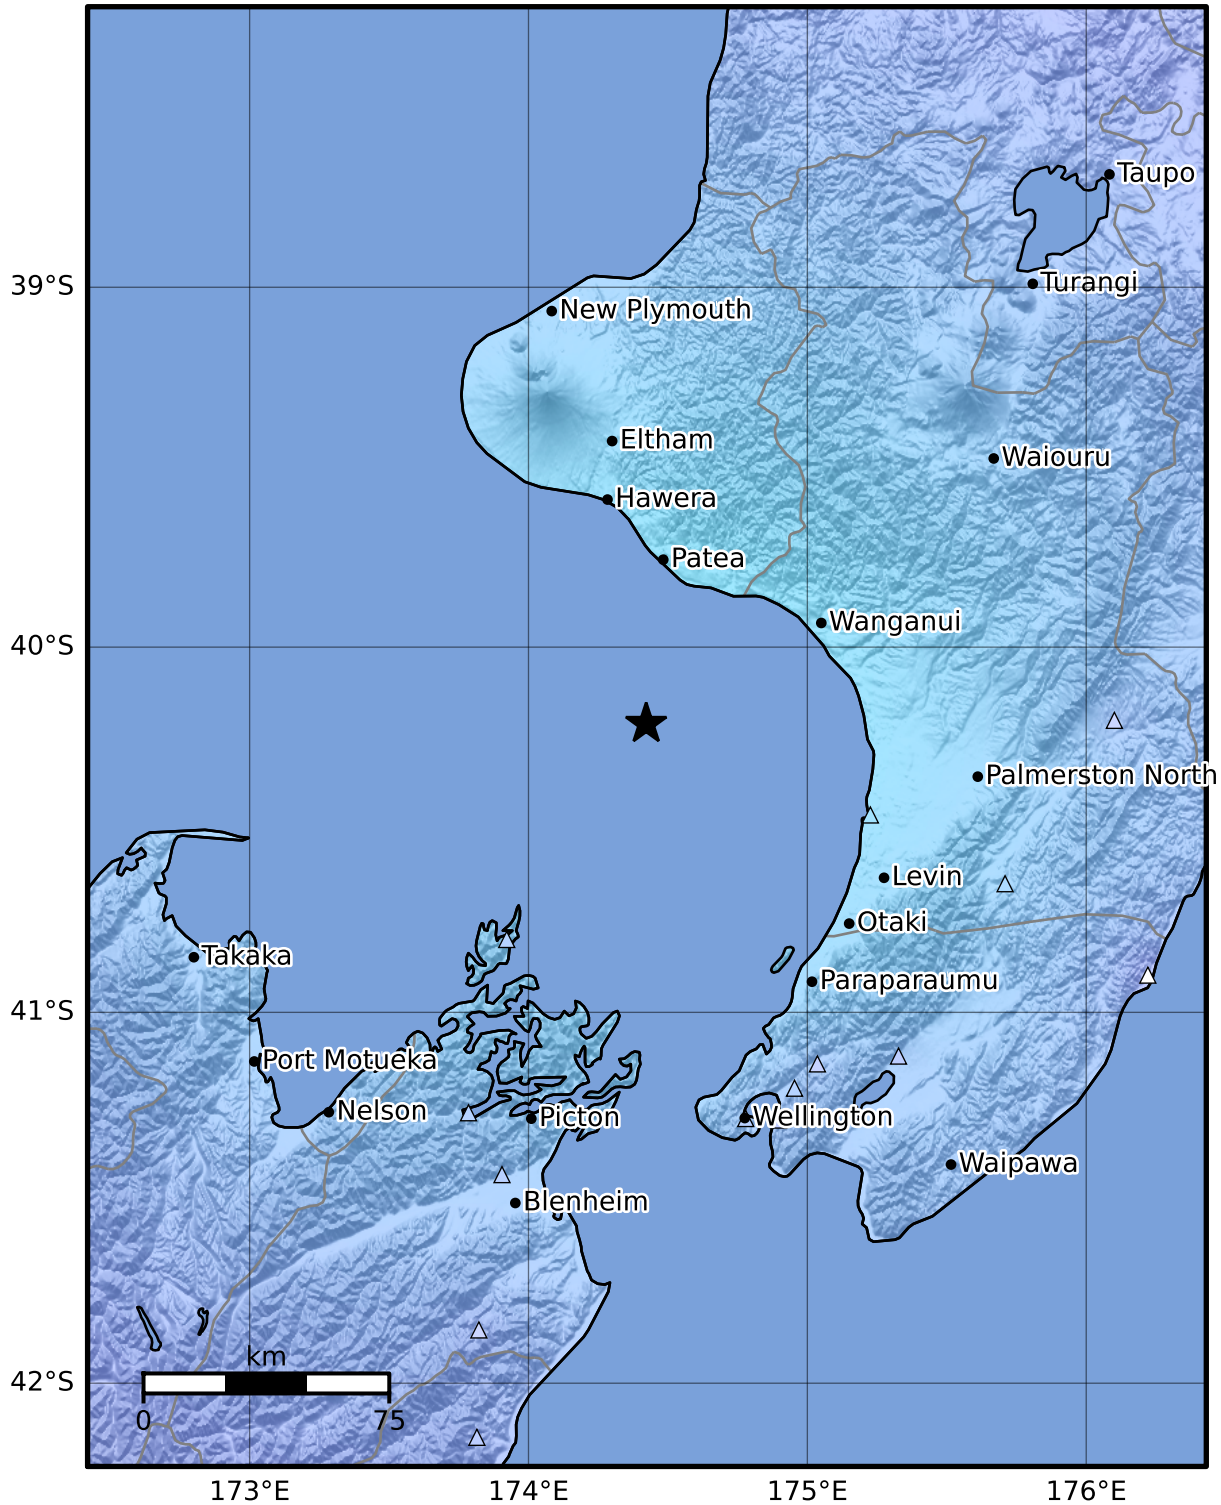 Taupo
Turangi
39°S
New Plymouth
Eltham
Waiouru
Hawera
Patea
Wanganui
40°S
Palmerston North
Levin
Otaki
Takaka
Paraparaumu
41°S
Port Motueka
Nelson
Picton
Wellington
Waipawa
Blenheim
km
42°S
0
75
173°E
174°E
175°E
176°E